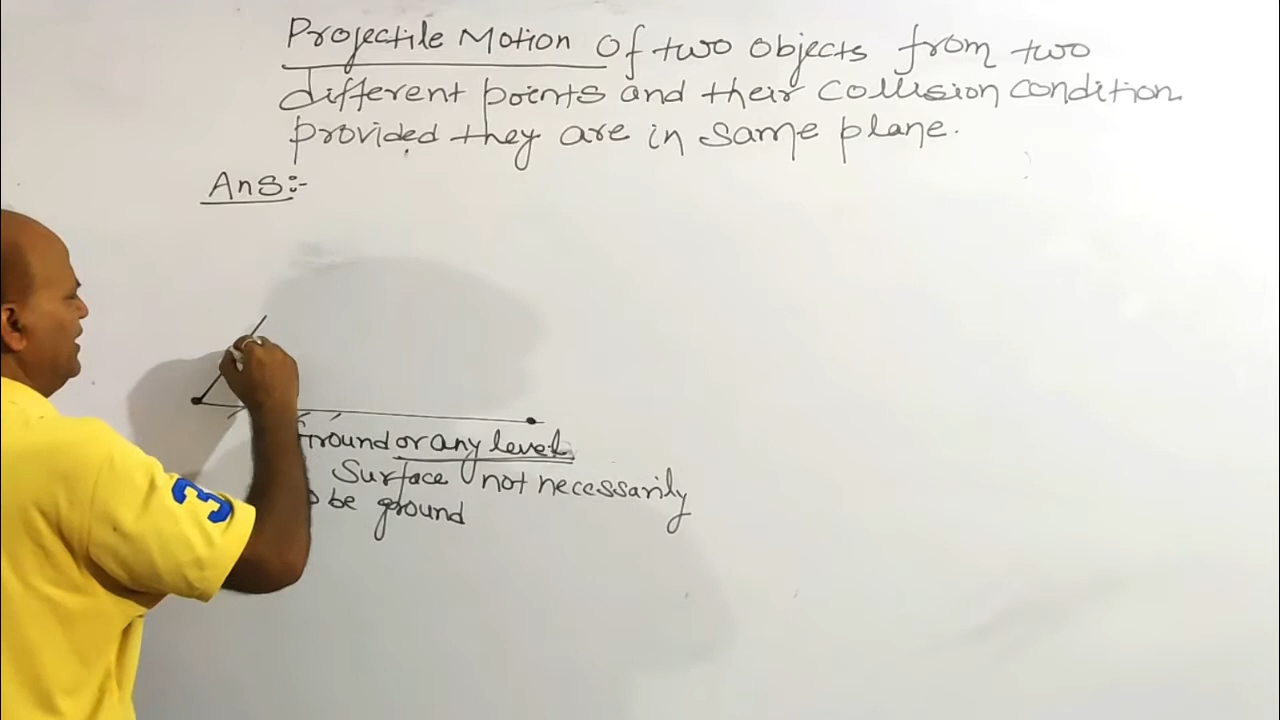 Projectile Motion of two objects from two
different points and their Collision condition
provided they are in same plane.
Ans:-
Ground or any level
Surface not necessarily
be ground
3